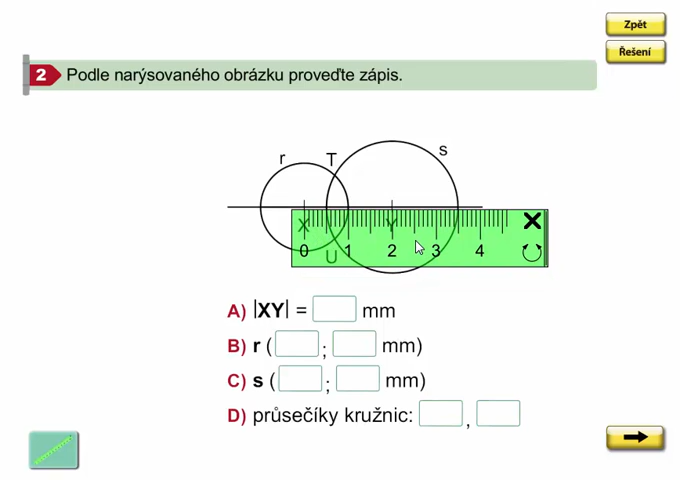 Zpět
Řešení
2 Podle narýsovaného obrázku proveďte zápis.
r T s
X Y
U
0 1 2 3 4
A) |XY| = mm
B) r ( ; mm)
C) s ( ; mm)
D) průsečíky kružnic: ,